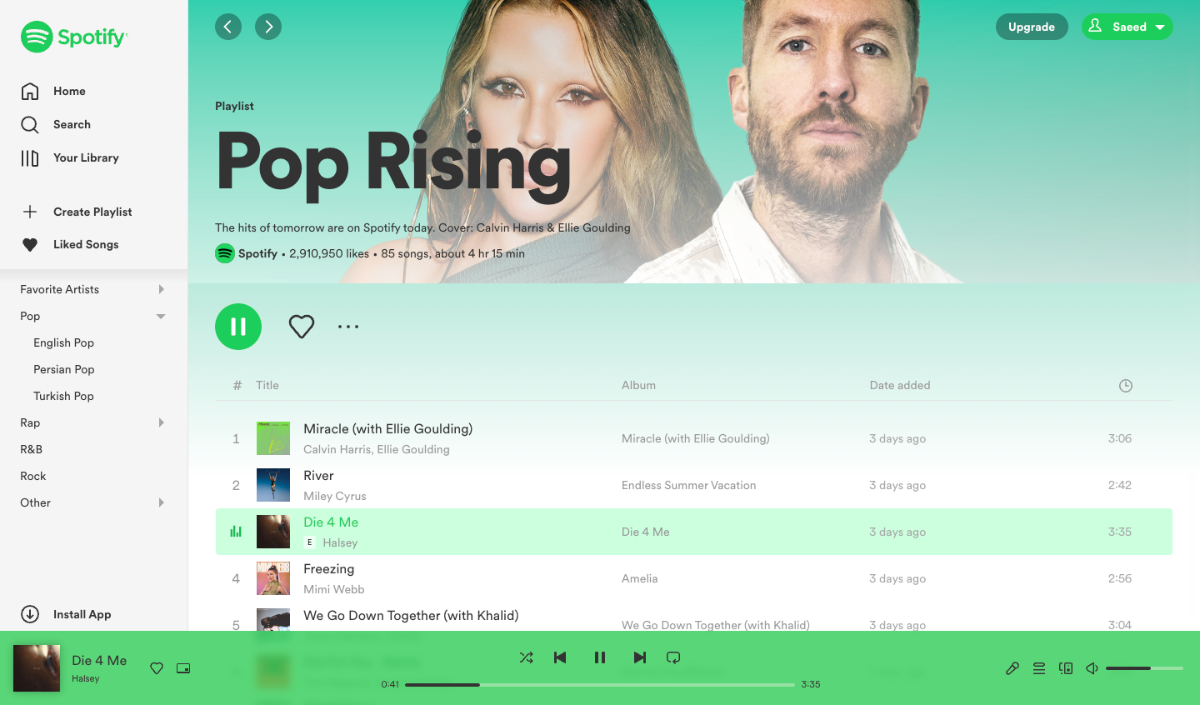 Spotify
Home
Search
Your Library
Create Playlist
Liked Songs
Favorite Artists
Pop
English Pop
Persian Pop
Turkish Pop
Rap
R&B
Rock
Other
Install App
Upgrade
Saeed
Playlist
Pop Rising
The hits of tomorrow are on Spotify today. Cover: Calvin Harris & Ellie Goulding
Spotify • 2,910,950 likes • 85 songs, about 4 hr 15 min
# Title Album Date added
1 Miracle (with Ellie Goulding) Miracle (with Ellie Goulding) 3 days ago 3:06
Calvin Harris, Ellie Goulding
2 River Endless Summer Vacation 3 days ago 2:42
Miley Cyrus
Die 4 Me Die 4 Me 3 days ago 3:35
E Halsey
4 Freezing Amelia 3 days ago 2:56
Mimi Webb
5 We Go Down Together (with Khalid) We Go Down Together (with Khalid) 3 days ago 3:04
Die 4 Me
Halsey
0:41 3:35